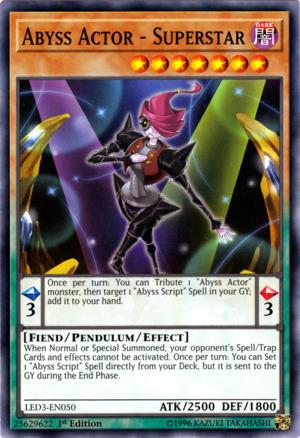 Abyss Actor - Superstar
DARK
闇
Once per turn: You can Tribute 1 "Abyss Actor"
monster, then target 1 "Abyss Script" Spell in your GY;
add it to your hand.
3
3
[Fiend/Pendulum/Effect]
When Normal or Special Summoned, your opponent's Spell/Trap
Cards and effects cannot be activated. Once per turn: You can Set
1 "Abyss Script" Spell directly from your Deck, but it is sent to the
GY during the End Phase.
LED3-EN050
ATK/2500 DEF/1800
25629622 1st Edition
©1996 KAZUKI TAKAHASHI